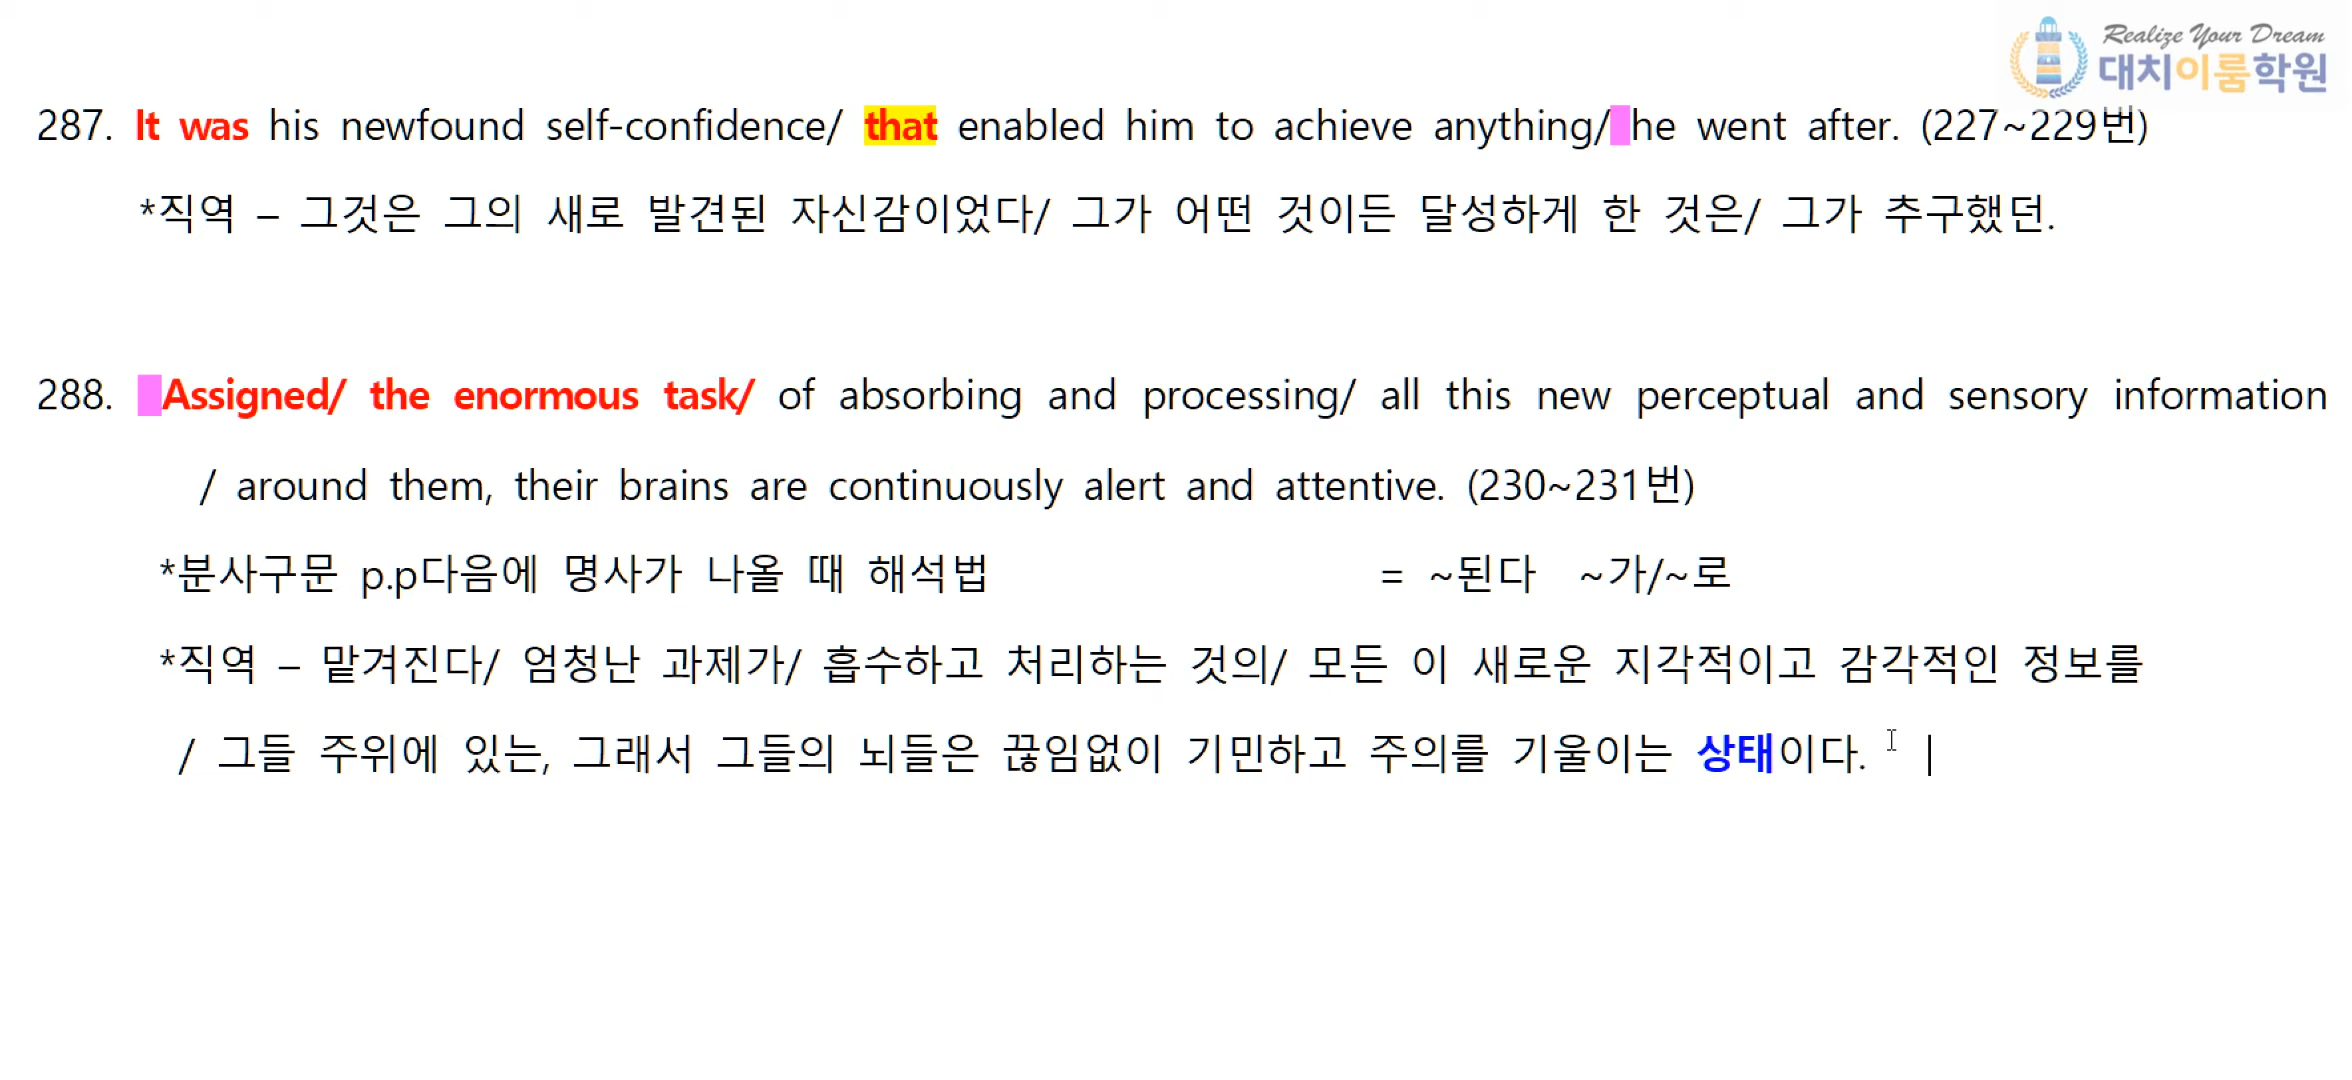 Realize Your Dream
대치이룸학원
287. It was his newfound self-confidence/ that enabled him to achieve anything/ he went after. (227~229번)
*직역 – 그것은 그의 새로 발견된 자신감이었다/ 그가 어떤 것이든 달성하게 한 것은/ 그가 추구했던.
288. Assigned/ the enormous task/ of absorbing and processing/ all this new perceptual and sensory information
/ around them, their brains are continuously alert and attentive. (230~231번)
*분사구문 p.p다음에 명사가 나올 때 해석법 = ~된다 ~가/~로
*직역 – 맡겨진다/ 엄청난 과제가/ 흡수하고 처리하는 것의/ 모든 이 새로운 지각적이고 감각적인 정보를
/ 그들 주위에 있는, 그래서 그들의 뇌들은 끊임없이 기민하고 주의를 기울이는 상태이다.